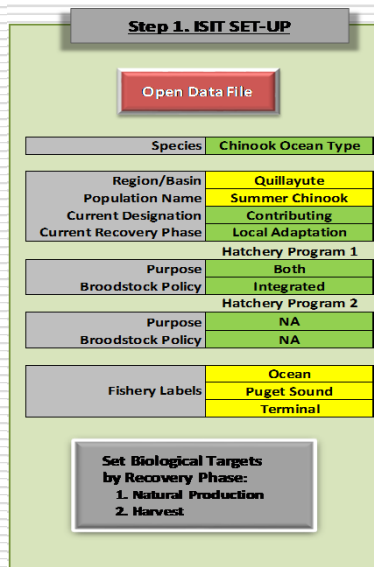 Step 1. ISIT SET-UP
Open Data File
Species Chinook Ocean Type
Region/Basin Quillayute
Population Name Summer Chinook
Current Designation Contributing
Current Recovery Phase Local Adaptation
Hatchery Program 1
Purpose Both
Broodstock Policy Integrated
Hatchery Program 2
Purpose NA
Broodstock Policy NA
Ocean
Fishery Labels Puget Sound
Terminal
Set Biological Targets
by Recovery Phase:
1. Natural Production
2. Harvest